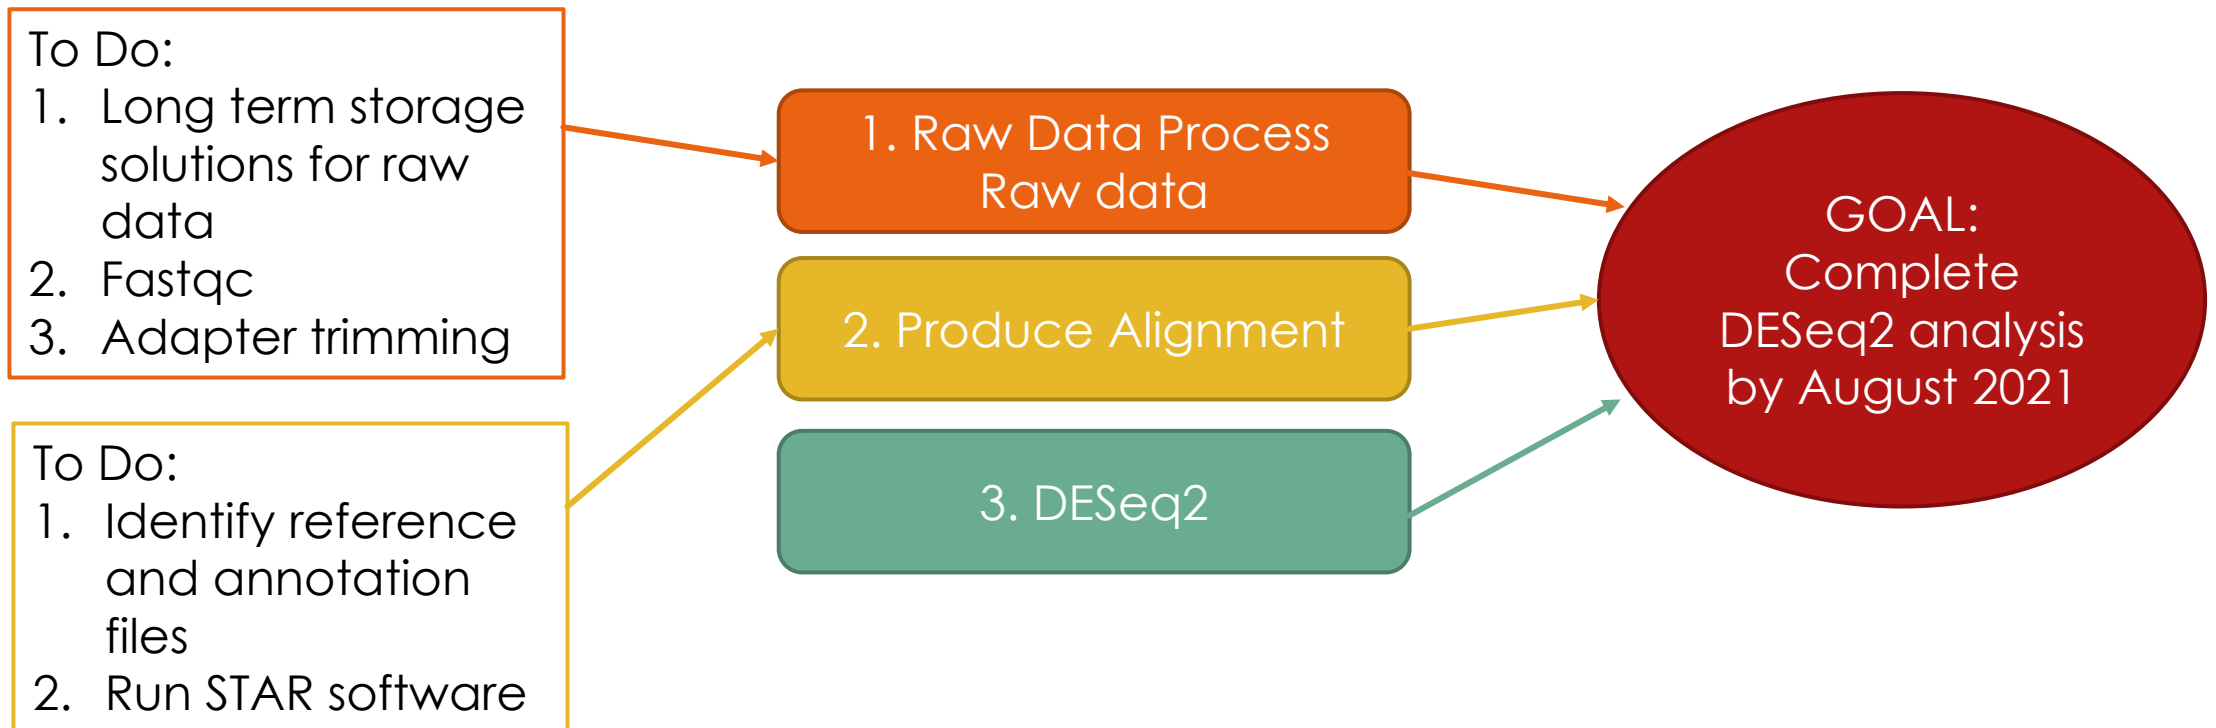 To Do:
1. Long term storage
solutions for raw
data
2. Fastqc
3. Adapter trimming
To Do:
1. Identify reference
and annotation
files
2. Run STAR software
1. Raw Data Process
Raw data
2. Produce Alignment
3. DESeq2
GOAL:
Complete
DESeq2 analysis
by August 2021